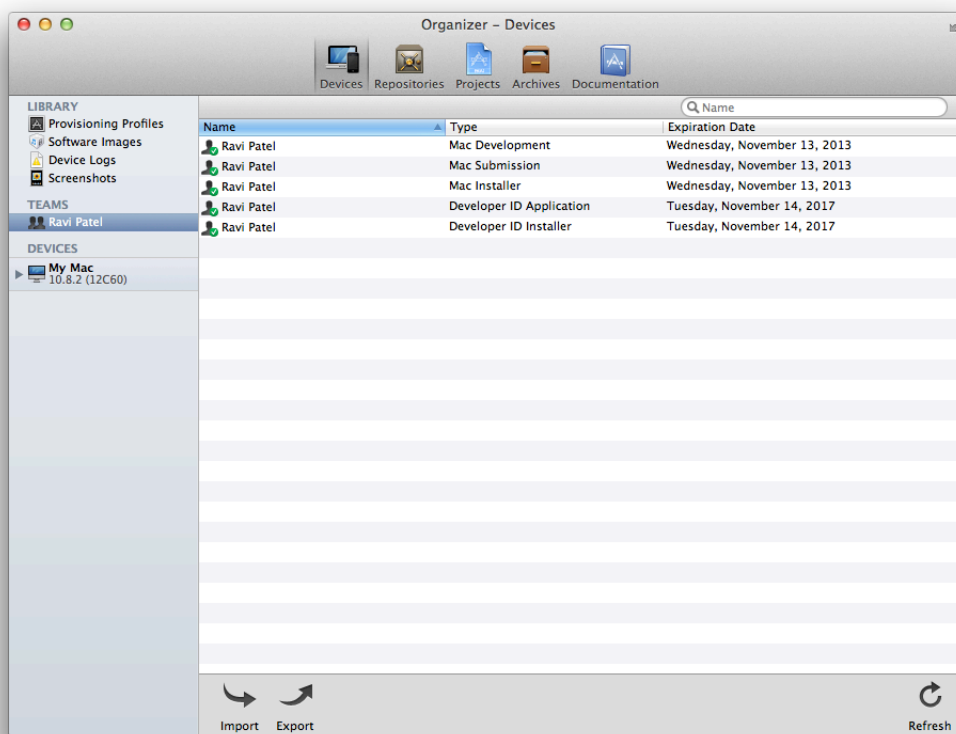 Organizer – Devices
Devices Repositories Projects Archives Documentation
LIBRARY
Provisioning Profiles
Software Images
Device Logs
Screenshots
TEAMS
Ravi Patel
DEVICES
My Mac
10.8.2 (12C60)
Name
Name Type Expiration Date
Ravi Patel Mac Development Wednesday, November 13, 2013
Ravi Patel Mac Submission Wednesday, November 13, 2013
Ravi Patel Mac Installer Wednesday, November 13, 2013
Ravi Patel Developer ID Application Tuesday, November 14, 2017
Ravi Patel Developer ID Installer Tuesday, November 14, 2017
Import Export Refresh